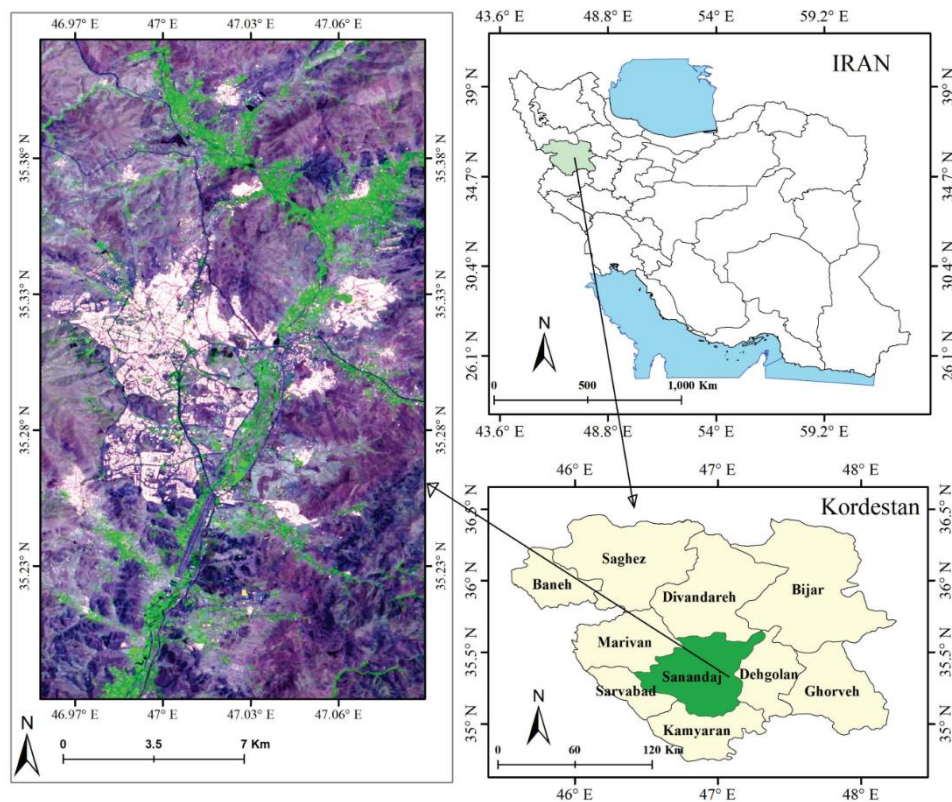 46.97° E 47° E 47.03° E 47.06° E
35.38° N
35.33° N
35.28° N
35.23° N
35.38° N
35.33° N
35.28° N
35.23° N
46.97° E 47° E 47.03° E 47.06° E
N
0 3.5 7 Km
43.6° E 48.8° E 54° E 59.2° E
IRAN
39° N
34.7° N
30.4° N
26.1° N
39° N
34.7° N
30.4° N
26.1° N
N
0 500 1,000 Km
43.6° E 48.8° E 54° E 59.2° E
46° E 47° E 48° E
Kordestan
36.5° N
36° N
35.5° N
35° N
36.5° N
36° N
35.5° N
35° N
Saghez
Baneh
Divandareh
Bijar
Marivan
Sanandaj
Dehgolan
Sarvabad
Ghorveh
Kamyaran
N
0 60 120 Km
46° E 47° E 48° E